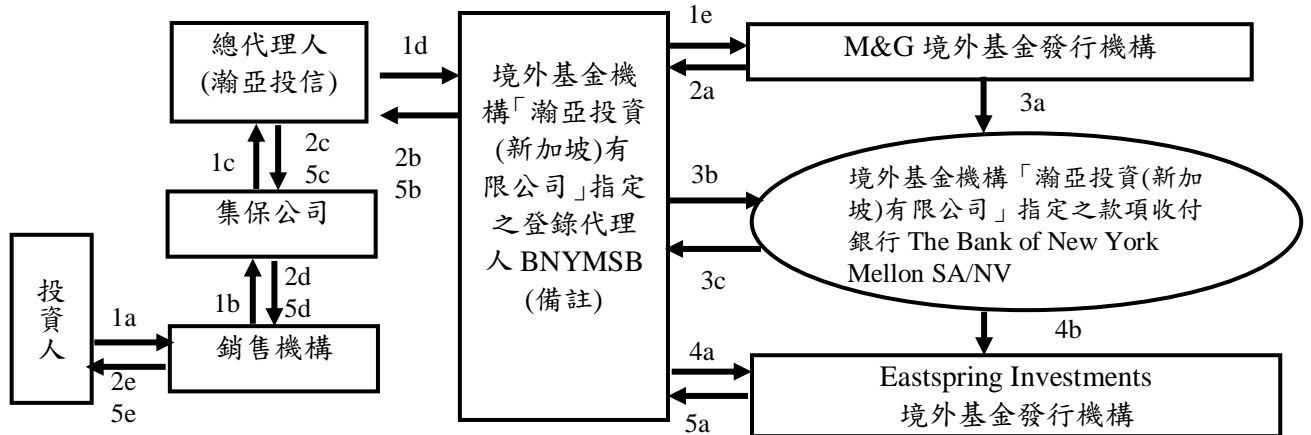 總代理人
(瀚亞投信)
1d
1c
2c
5c
2b
5b
集保公司
1b
2d
5d
投
資
人
1a
2e
5e
銷售機構
境外基金機
構「瀚亞投資
(新加坡)有
限公司」指定
之登錄代理
人 BNYMSB
(備註)
1e
2a
M&G 境外基金發行機構
3a
3b
3c
境外基金機構「瀚亞投資(新加
坡)有限公司」指定之款項收付
銀行 The Bank of New York
Mellon SA/NV
4b
4a
5a
Eastspring Investments
境外基金發行機構